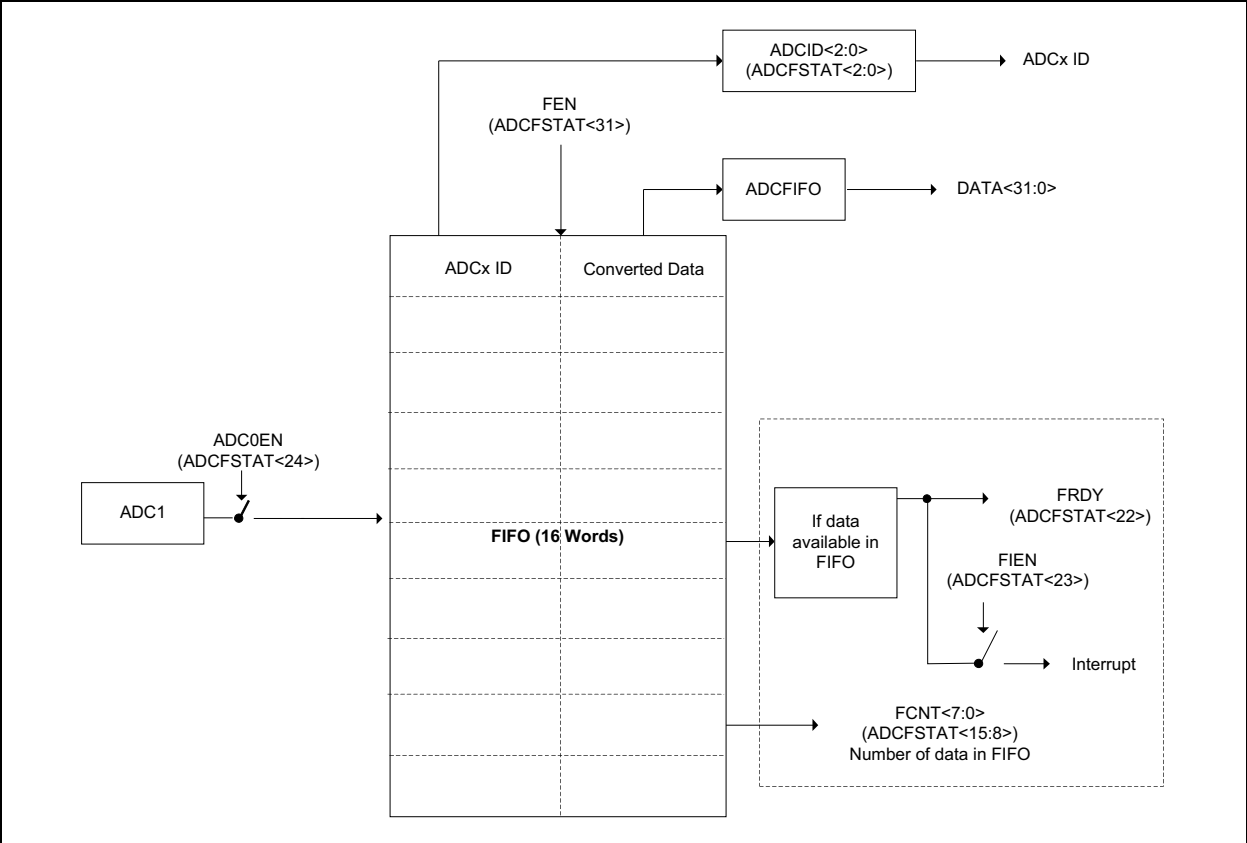 ADCID<2:0>
(ADCFSTAT<2:0>)
ADCx ID
FEN
(ADCFSTAT<31>)
ADCFIFO
DATA<31:0>
ADCx ID
Converted Data
ADC0EN
(ADCFSTAT<24>)
ADC1
FIFO (16 Words)
If data
available in
FIFO
FRDY
(ADCFSTAT<22>)
FIEN
(ADCFSTAT<23>)
Interrupt
FCNT<7:0>
(ADCFSTAT<15:8>)
Number of data in FIFO